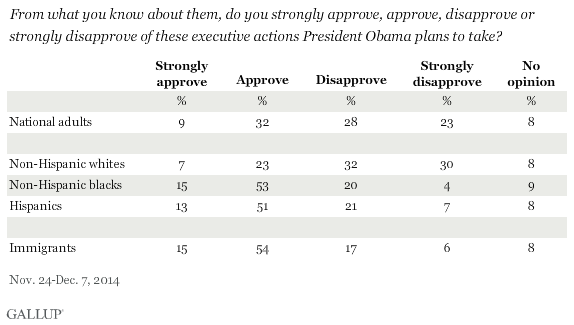 From what you know about them, do you strongly approve, approve, disapprove or
strongly disapprove of these executive actions President Obama plans to take?
Strongly approve Approve Disapprove Strongly disapprove No opinion
% % % % %
National adults 9 32 28 23 8
Non-Hispanic whites 7 23 32 30 8
Non-Hispanic blacks 15 53 20 4 9
Hispanics 13 51 21 7 8
Immigrants 15 54 17 6 8
Nov. 24-Dec. 7, 2014
GALLUP